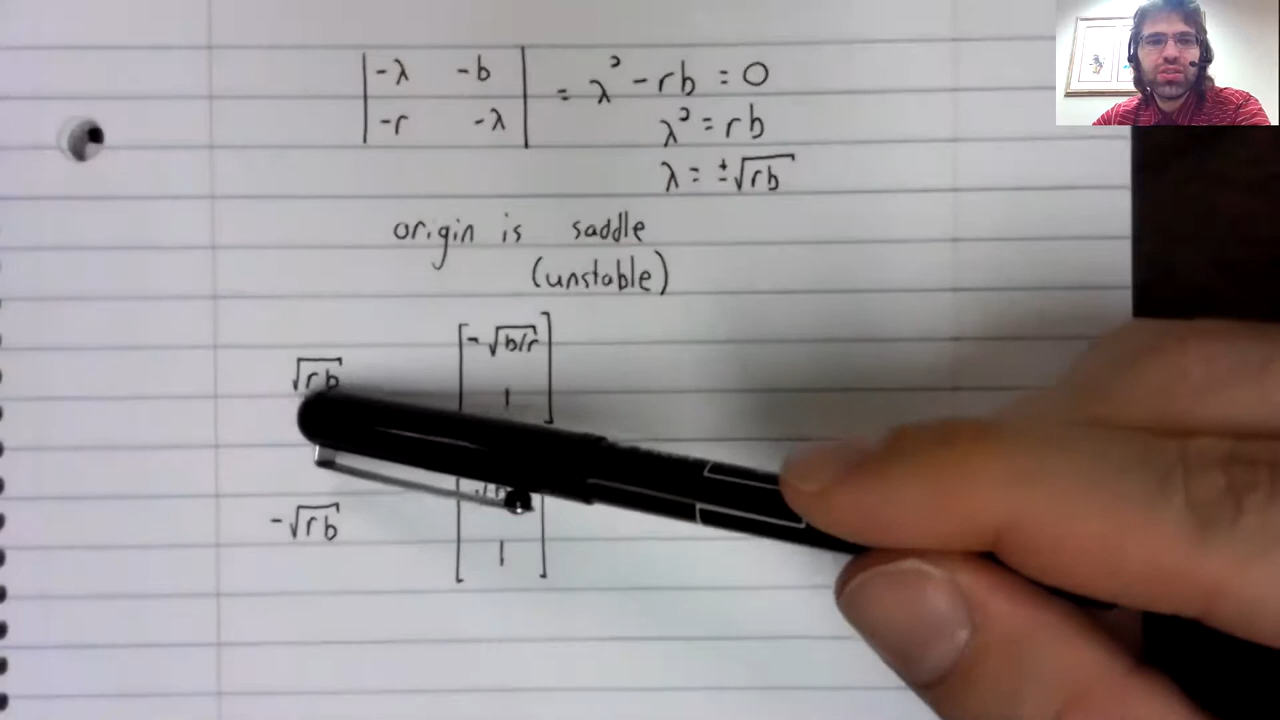 |-λ -b| = λ² - rb = 0
|-r -λ| λ² = rb
λ = ±√rb
origin is saddle
(unstable)
√rb [-√b/r]
[1]
-√rb
[1]